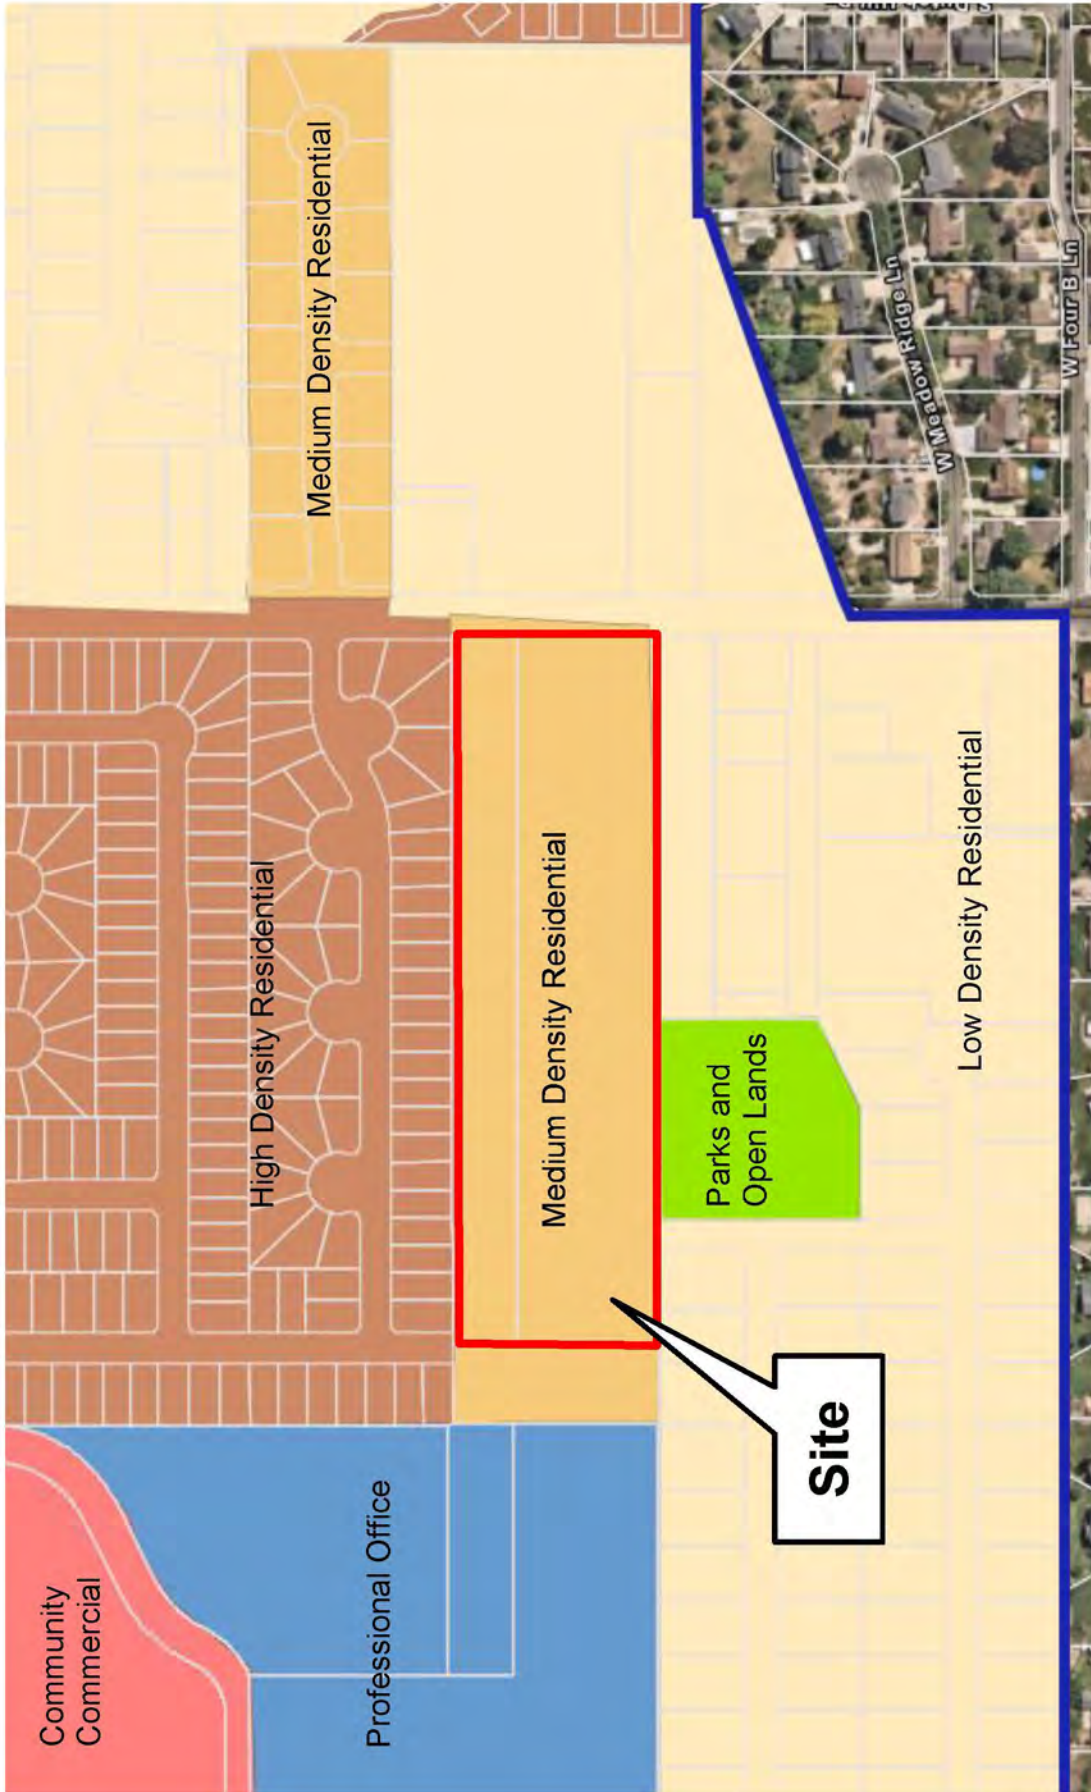 Community
Commercial
Professional Office
High Density Residential
Medium Density Residential
Medium Density Residential
Parks and
Open Lands
Low Density Residential
Site
W Meadow Ridge Ln
W Four B Ln